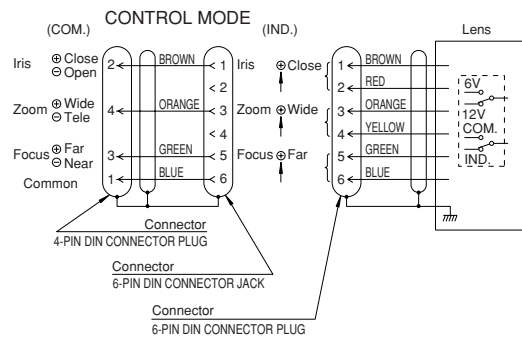 CONTROL MODE
(COM.)
(IND.)
Lens
Iris ⊕ Close
⊖ Open
2 BROWN 1
2
Zoom ⊕ Wide
⊖ Tele
4 ORANGE 3
4
Focus ⊕ Far
⊖ Near
3 GREEN 5
Common
1 BLUE 6
Iris ⊕ Close
1 BROWN
2 RED
Zoom ⊕ Wide
3 ORANGE
4 YELLOW
Focus ⊕ Far
5 GREEN
6 BLUE
6V
12V
COM.
IND.
Connector
4-PIN DIN CONNECTOR PLUG
Connector
6-PIN DIN CONNECTOR JACK
Connector
6-PIN DIN CONNECTOR PLUG